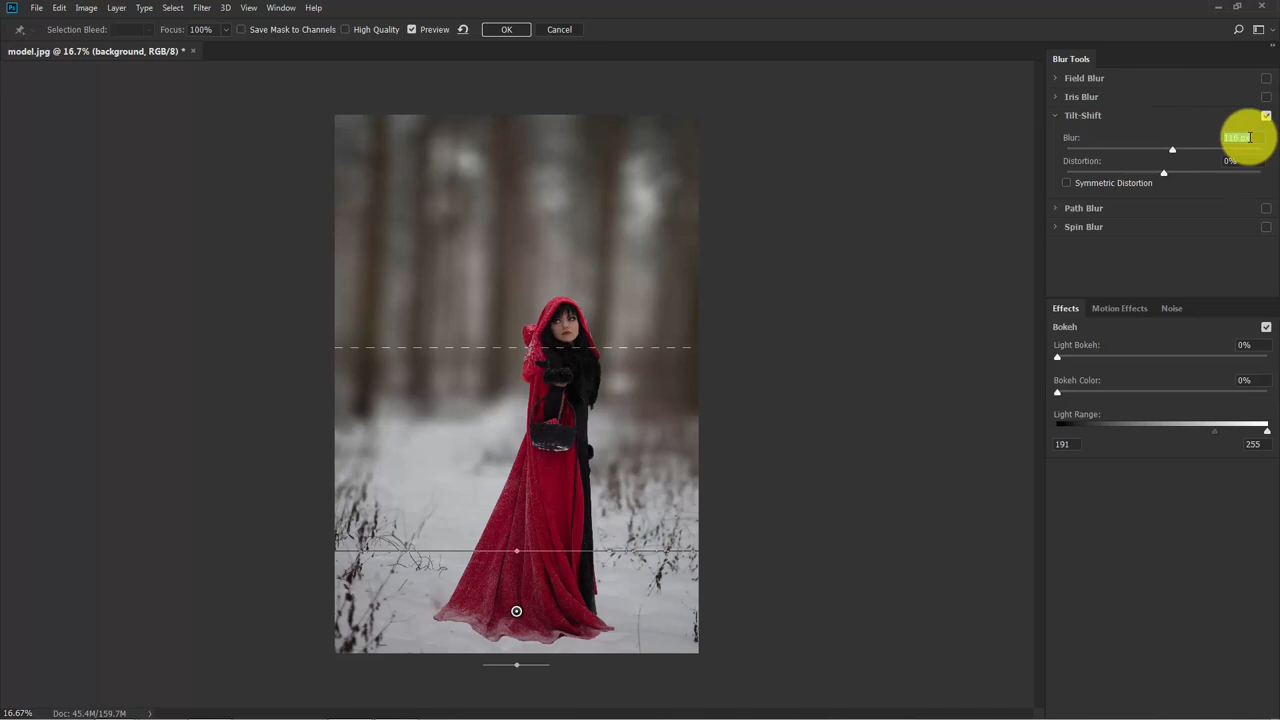 Ps File Edit Image Layer Type Select Filter 3D View Window Help
Selection Bleed: Focus: 100% Save Mask to Channels High Quality Preview OK Cancel
model.jpg @ 16.7% (background, RGB/8) * ×
Blur Tools
Field Blur
Iris Blur
Tilt-Shift
Blur: 116 px
Distortion: 0%
Symmetric Distortion
Path Blur
Spin Blur
Effects Motion Effects Noise
Bokeh
Light Bokeh: 0%
Bokeh Color: 0%
Light Range:
191 255
16.67% Doc: 45.4M/159.7M